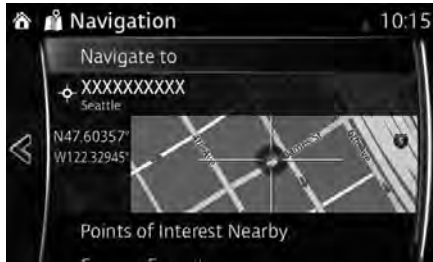 Navigation
10:15
Navigate to
XXXXXXXXXX
Seattle
N47.60357°
W122.32945°
Points of Interest Nearby